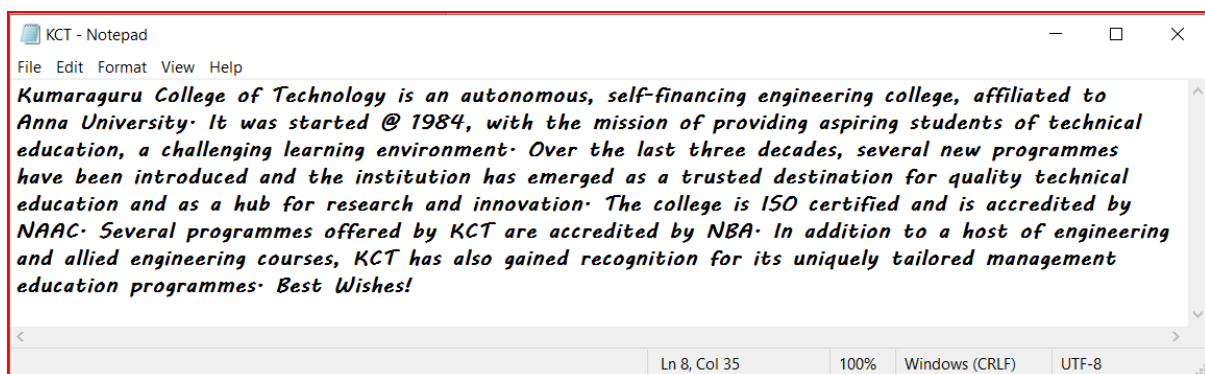 KCT - Notepad
File Edit Format View Help
Kumaraguru College of Technology is an autonomous, self-financing engineering college, affiliated to
Anna University. It was started @ 1984, with the mission of providing aspiring students of technical
education, a challenging learning environment. Over the last three decades, several new programmes
have been introduced and the institution has emerged as a trusted destination for quality technical
education and as a hub for research and innovation. The college is ISO certified and is accredited by
NAAC. Several programmes offered by KCT are accredited by NBA. In addition to a host of engineering
and allied engineering courses, KCT has also gained recognition for its uniquely tailored management
education programmes. Best Wishes!
Ln 8, Col 35 100% Windows (CRLF) UTF-8